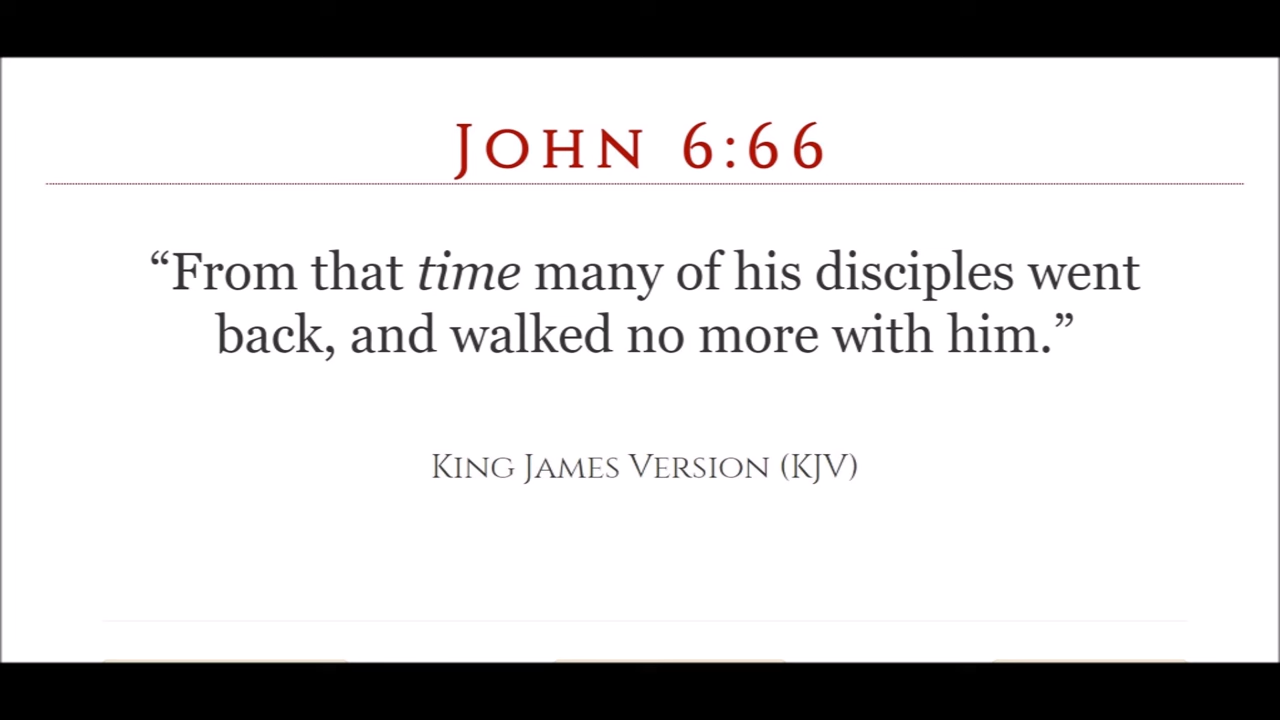 John 6:66
“From that time many of his disciples went
back, and walked no more with him.”
King James Version (KJV)